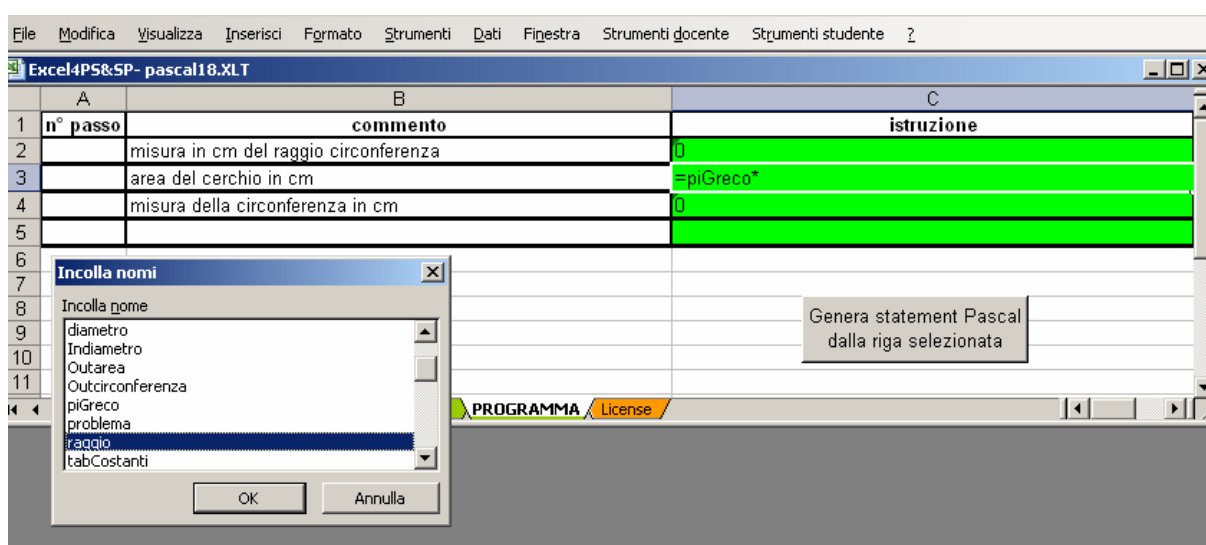 File Modifica Visualizza Inserisci Formato Strumenti Dati Finestra Strumenti docente Strumenti studente ?
Excel4PS&SP- pascal18.XLT
A B C
1 n° passo commento istruzione
2 misura in cm del raggio circonferenza 0
3 area del cerchio in cm =piGreco*
4 misura della circonferenza in cm 0
5
6
7
8
9
10
11
Incolla nomi
Incolla nome
diametro
Indiametro
Outarea
Outcirconferenza
piGreco
problema
raggio
tabCostanti
OK Annulla
Genera statement Pascal
dalla riga selezionata
PROGRAMMA License